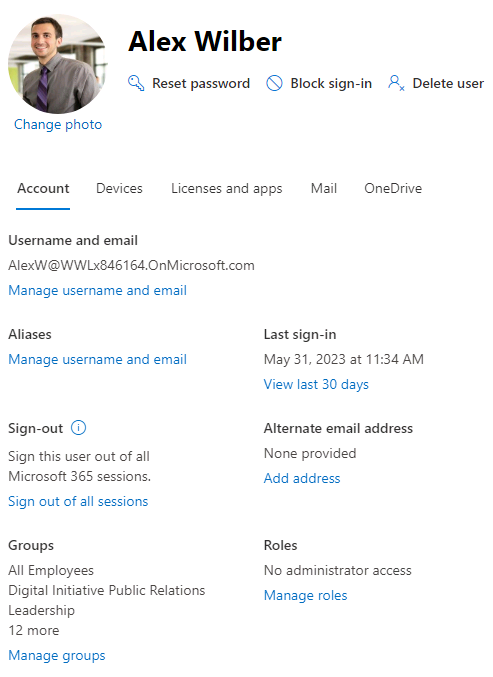 Alex Wilber
Reset password
Block sign-in
Delete user
Change photo
Account
Devices
Licenses and apps
Mail
OneDrive
Username and email
AlexW@WWLx846164.OnMicrosoft.com
Manage username and email
Aliases
Manage username and email
Last sign-in
May 31, 2023 at 11:34 AM
View last 30 days
Sign-out
Sign this user out of all
Microsoft 365 sessions.
Sign out of all sessions
Alternate email address
None provided
Add address
Groups
All Employees
Digital Initiative Public Relations
Leadership
12 more
Manage groups
Roles
No administrator access
Manage roles